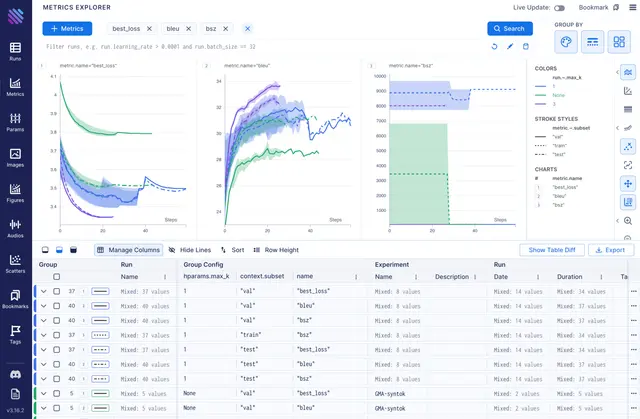 METRICS EXPLORER
Live Update:
Bookmark
+ Metrics
best_loss ×
bleu ×
bsz ×
×
Search
GROUP BY
Filter runs, e.g. run.learning_rate > 0.0001 and run.batch_size == 32
1 metric.name="best_loss"
2 metric.name="bleu"
3 metric.name="bsz"
4.1
4
3.9
3.8
3.7
3.6
3.5
3.4
0 20 40
Steps
34
32
30
28
26
24
0 20 40
Steps
10000
9000
8000
7000
6000
5000
4000
3000
2000
1000
0
0 20 40
Steps
COLORS
run.~.max_k
1
None
3
STROKE STYLES
metric.~.subset
"val"
"train"
"test"
CHARTS
# metric.name
1 "best_loss"
2 "bleu"
3 "bsz"
Runs
Metrics
Params
Images
Figures
Audios
Scatters
Bookmarks
Tags
v3.16.2
Manage Columns
Hide Lines
Sort
Row Height
Show Table Diff
Export
Group Run Group Config Experiment Run
Name hparams.max_k context.subset name Name Description Date Duration Ta
37 1 Mixed: 37 values 1 "val" "best_loss" Mixed: 8 values Mixed: 14 values Mixed: 34 values
40 Mixed: 40 values 1 "val" "bleu" Mixed: 8 values Mixed: 14 values Mixed: 37 values
40 Mixed: 40 values 1 "val" "bsz" Mixed: 8 values Mixed: 14 values Mixed: 37 values
37 Mixed: 37 values 1 "train" "bsz" Mixed: 8 values Mixed: 14 values Mixed: 34 values
37 Mixed: 37 values 1 "test" "best_loss" Mixed: 8 values Mixed: 14 values Mixed: 34 values
40 Mixed: 40 values 1 "test" "bleu" Mixed: 8 values Mixed: 14 values Mixed: 37 values
40 Mixed: 40 values 1 "test" "bsz" Mixed: 8 values Mixed: 14 values Mixed: 37 values
5 Mixed: 5 values None "val" "best_loss" GMA-systok Mixed: 2 values Mixed: 5 values
5 Mixed: 5 values None "val" "bleu" GMA-systok Mixed: 2 values Mixed: 5 values